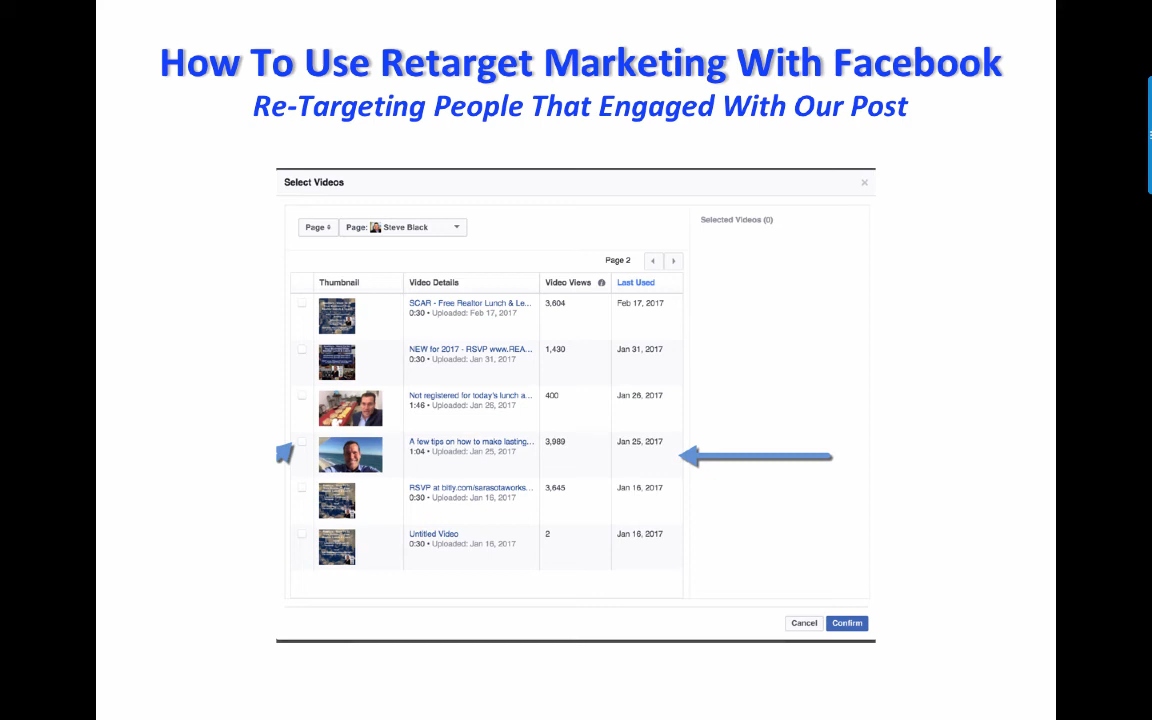 How To Use Retarget Marketing With Facebook
Re-Targeting People That Engaged With Our Post
Select Videos
Page Page: Steve Black
Selected Videos (0)
Page 2
Thumbnail Video Details Video Views Last Used
SCAR - Free Realtor Lunch & Le... 3,604 Feb 17, 2017
0:30 • Uploaded: Feb 17, 2017
NEW for 2017 - RSVP www.REA... 1,430 Jan 31, 2017
0:30 • Uploaded: Jan 31, 2017
Not registered for today's lunch a... 400 Jan 26, 2017
1:46 • Uploaded: Jan 26, 2017
A few tips on how to make lasting... 3,989 Jan 25, 2017
1:04 • Uploaded: Jan 25, 2017
RSVP at bitly.com/sarasotaworks... 3,645 Jan 16, 2017
0:30 • Uploaded: Jan 16, 2017
Untitled Video 2 Jan 16, 2017
0:30 • Uploaded: Jan 16, 2017
Cancel Confirm